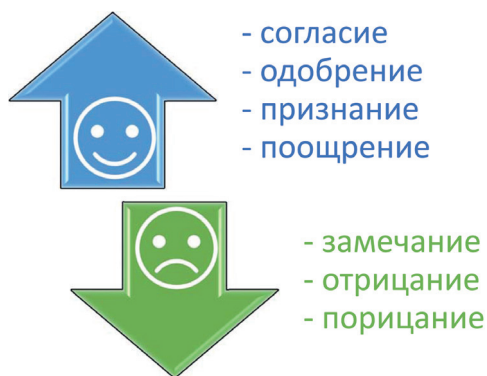 - согласие
- одобрение
- признание
- поощрение
- замечание
- отрицание
- порицание